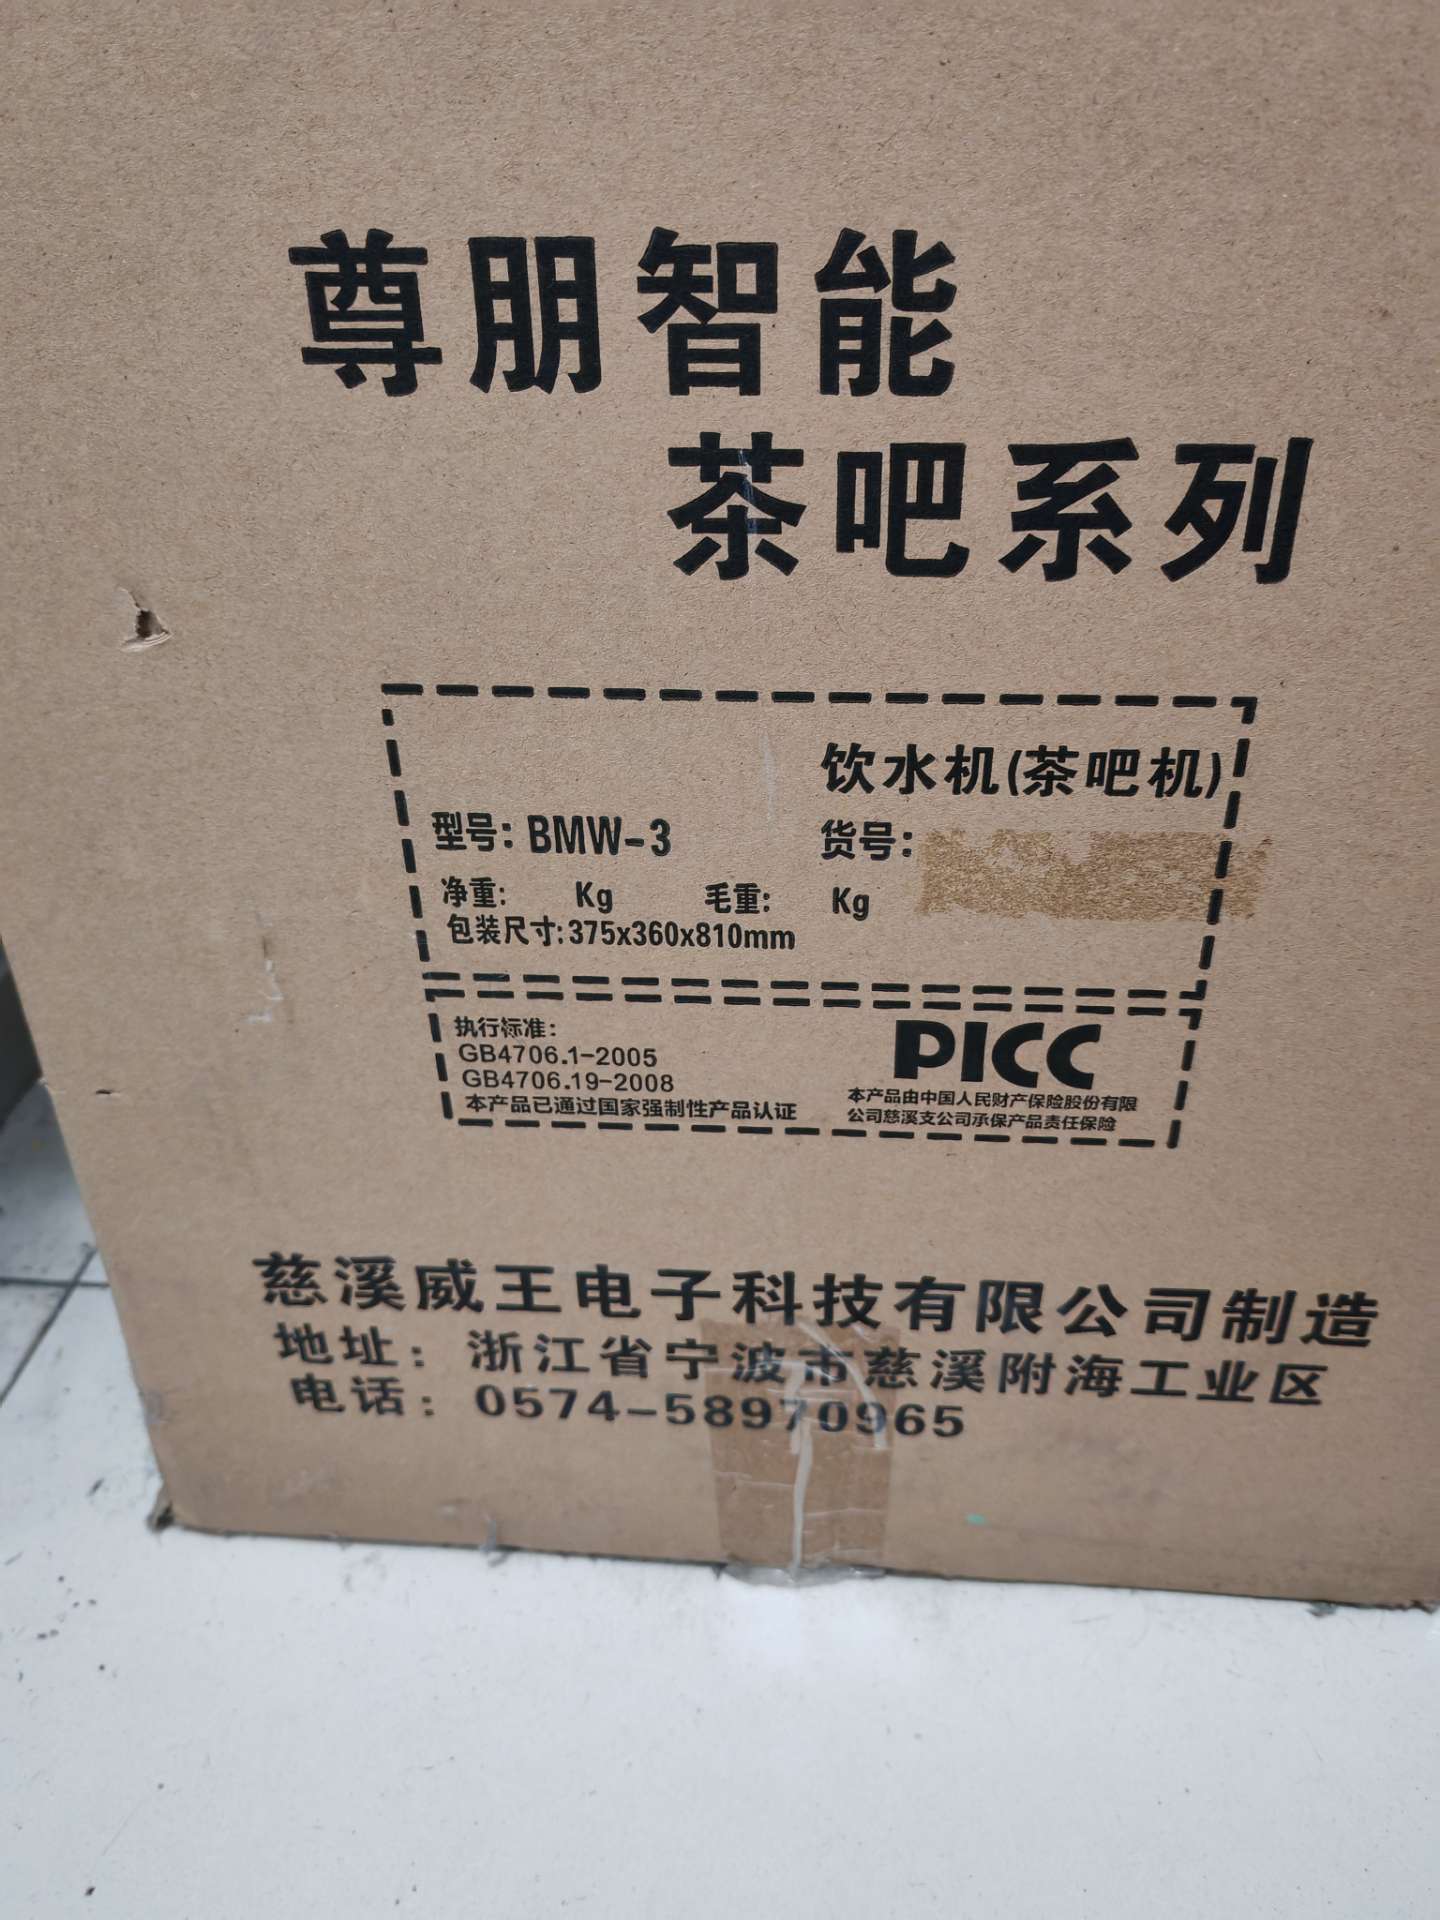 尊朋智能
茶吧系列
饮水机(茶吧机)
型号: BMW-3 货号:
净重: Kg 毛重: Kg
包装尺寸:375x360x810mm
执行标准:
GB4706.1-2005
GB4706.19-2008
本产品已通过国家强制性产品认证
PICC
本产品由中国人民财产保险股份有限
公司慈溪支公司承保产品责任保险
慈溪威王电子科技有限公司制造
地址: 浙江省宁波市慈溪附海工业区
电话: 0574-58970965